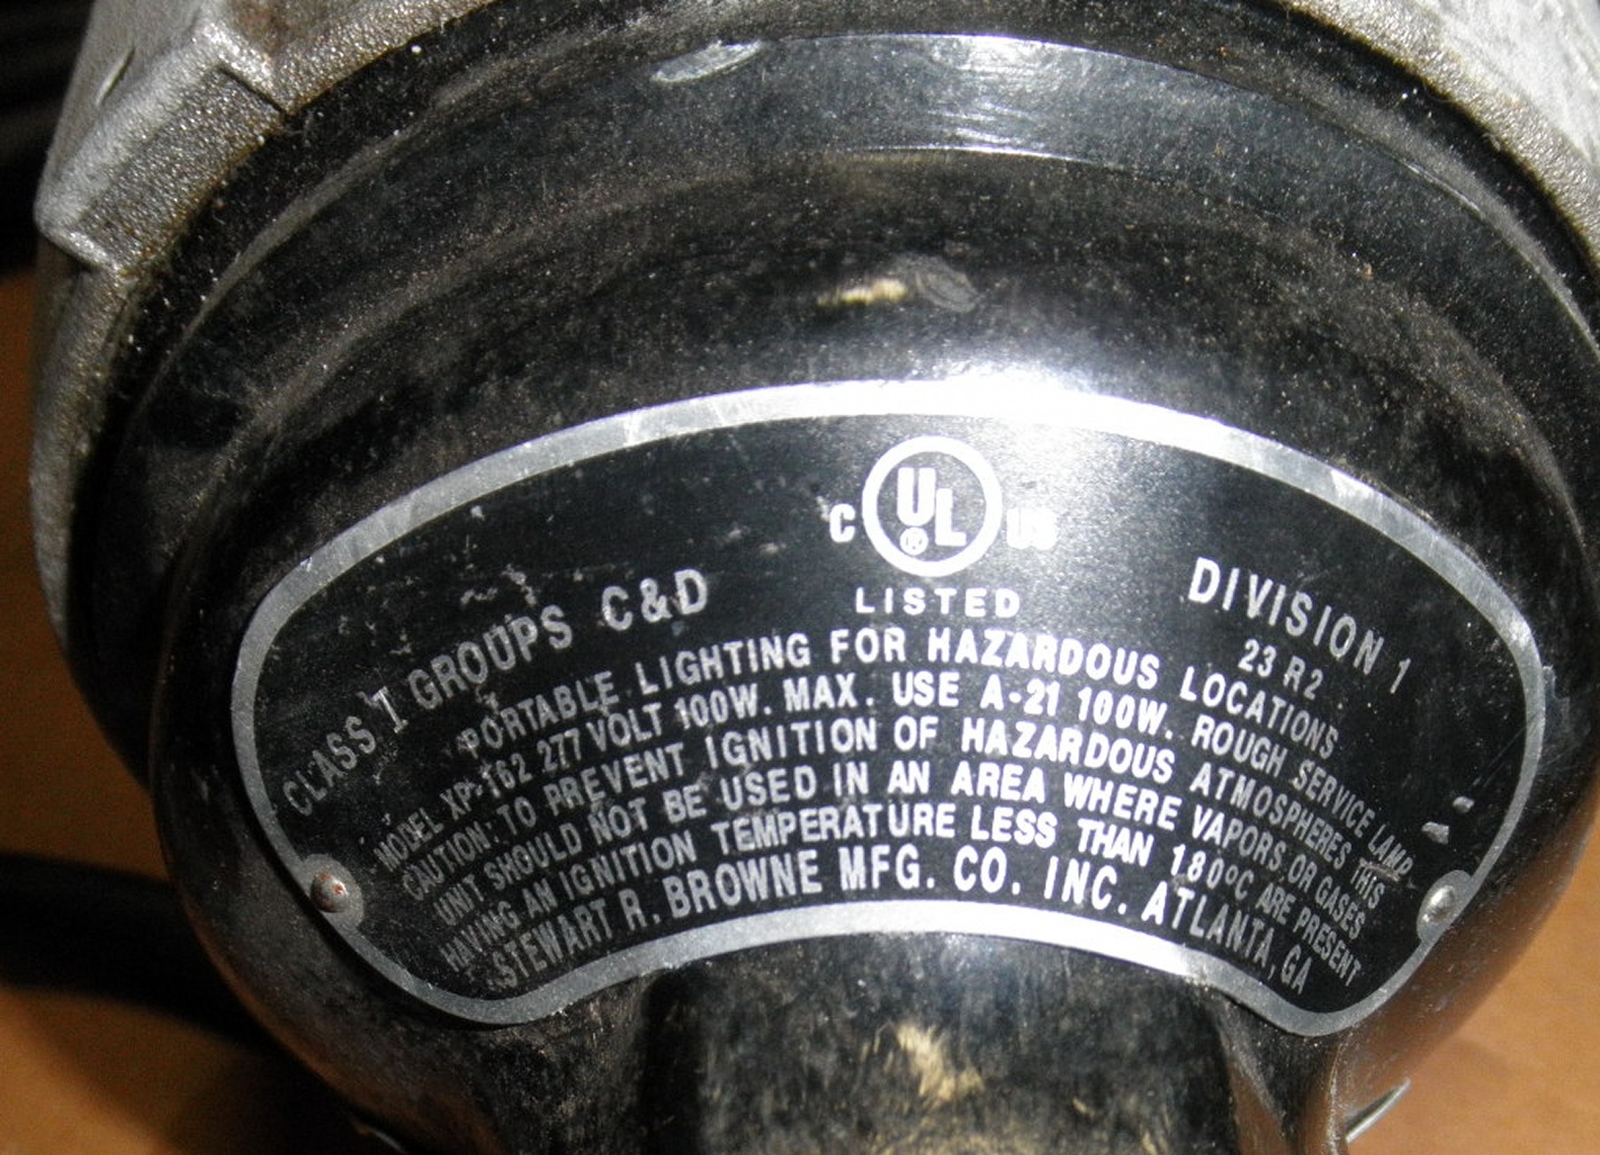 C UL® US
LISTED
CLASS I GROUPS C&D
DIVISION 1
23 R2
PORTABLE LIGHTING FOR HAZARDOUS LOCATIONS
MODEL XP-162 277 VOLT 100W. MAX. USE A-21 100W. ROUGH SERVICE LAMP
CAUTION: TO PREVENT IGNITION OF HAZARDOUS ATMOSPHERES THIS
UNIT SHOULD NOT BE USED IN AN AREA WHERE VAPORS OR GASES
HAVING AN IGNITION TEMPERATURE LESS THAN 180°C ARE PRESENT
STEWART R. BROWNE MFG. CO. INC. ATLANTA, GA